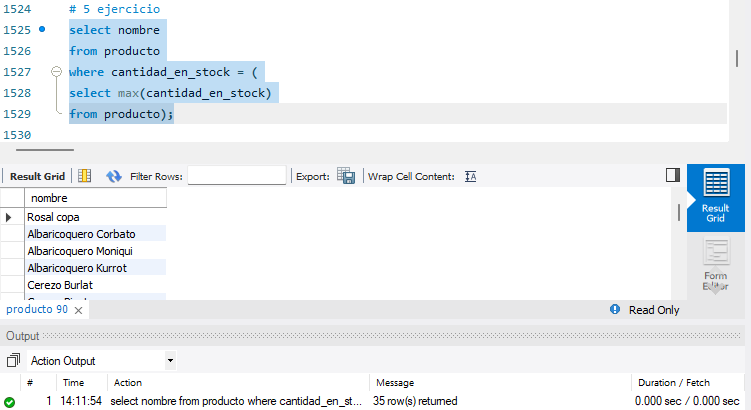 1524 # 5 ejercicio
1525 select nombre
1526 from producto
1527 where cantidad_en_stock = (
1528 select max(cantidad_en_stock)
1529 from producto);
1530
Result Grid Filter Rows: Export: Wrap Cell Content:
nombre
Rosal copa
Albaricoquero Corbato
Albaricoquero Moniqui
Albaricoquero Kurrot
Cerezo Burlat
Result
Grid
Form
Editor
producto 90 Read Only
Output
Action Output
# Time Action Message Duration / Fetch
1 14:11:54 select nombre from producto where cantidad_en_st... 35 row(s) returned 0.000 sec / 0.000 sec